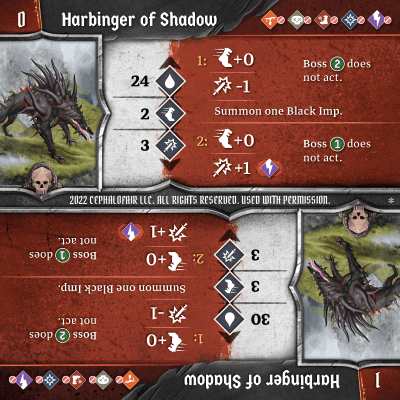 0 Harbinger of Shadow
24
2
3
1: +0
-1
Boss 2 does
not act.
Summon one Black Imp.
2: +0
+1
Boss 1 does
not act.
2022 CEPHALOFAIR LLC. ALL RIGHTS RESERVED. USED WITH PERMISSION.
1 Harbinger of Shadow
30
3
3
1: +0
-1
Boss 2 does
not act.
Summon one Black Imp.
2: +0
+1
Boss 1 does
not act.